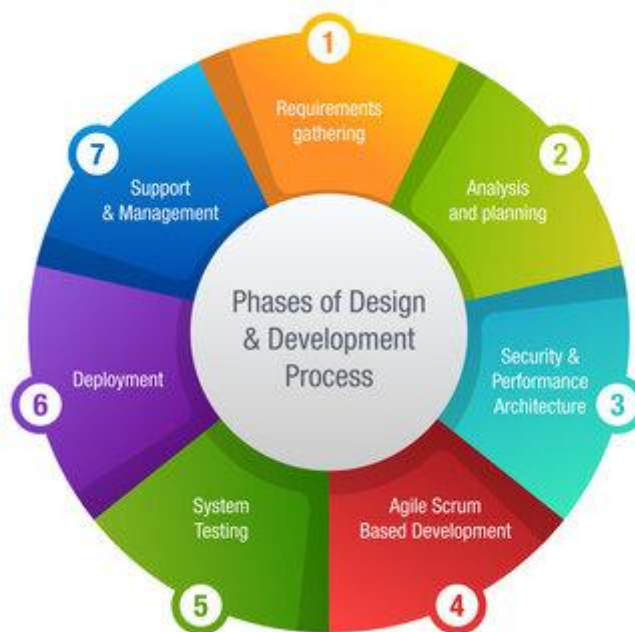 Phases of Design
& Development
Process
1
Requirements
gathering
2
Analysis
and planning
3
Security &
Performance
Architecture
4
Agile Scrum
Based Development
5
System
Testing
6
Deployment
7
Support
& Management